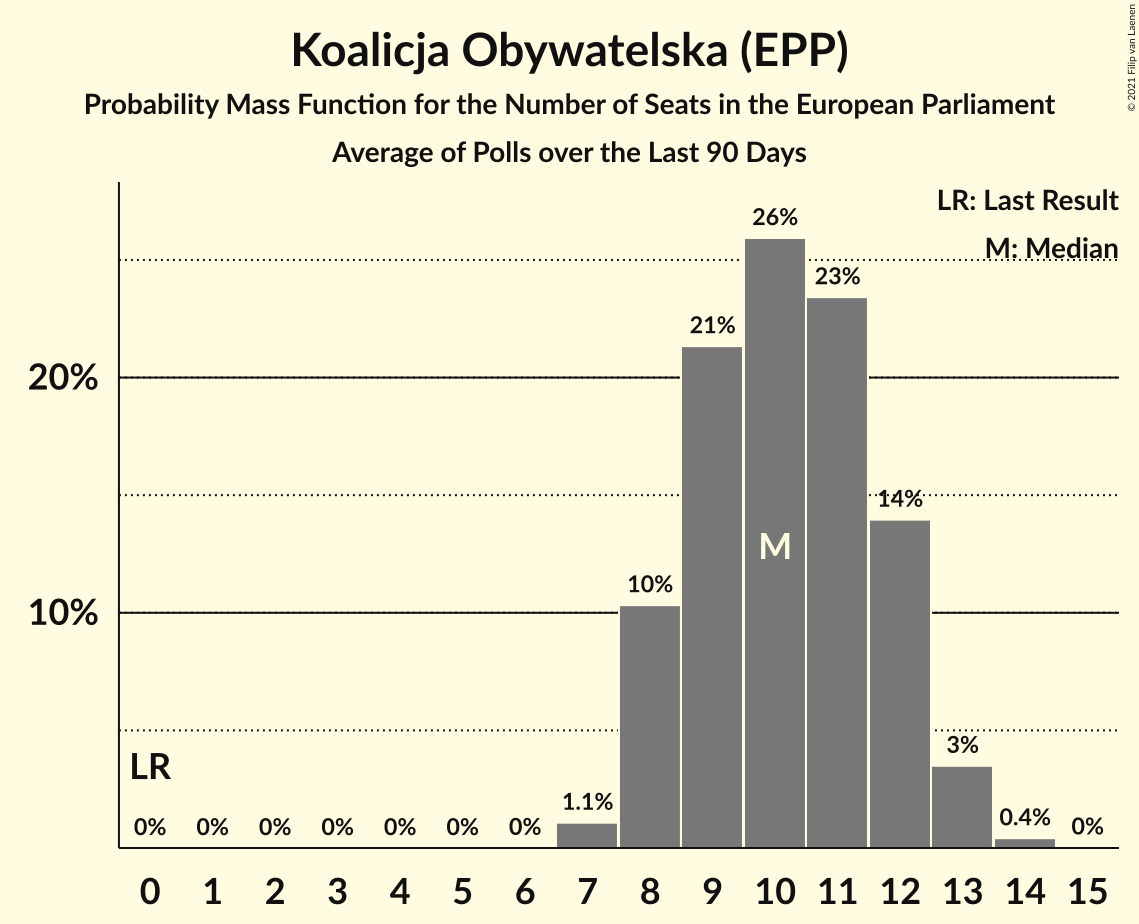 Koalicja Obywatelska (EPP)
Probability Mass Function for the Number of Seats in the European Parliament
Average of Polls over the Last 90 Days
© 2021 Filip van Laenen
LR: Last Result
M: Median
26%
23%
21%
20%
14%
M
10%
10%
3%
LR
1.1%
0.4%
0% 0% 0% 0% 0% 0% 0% 0%
0 1 2 3 4 5 6 7 8 9 10 11 12 13 14 15